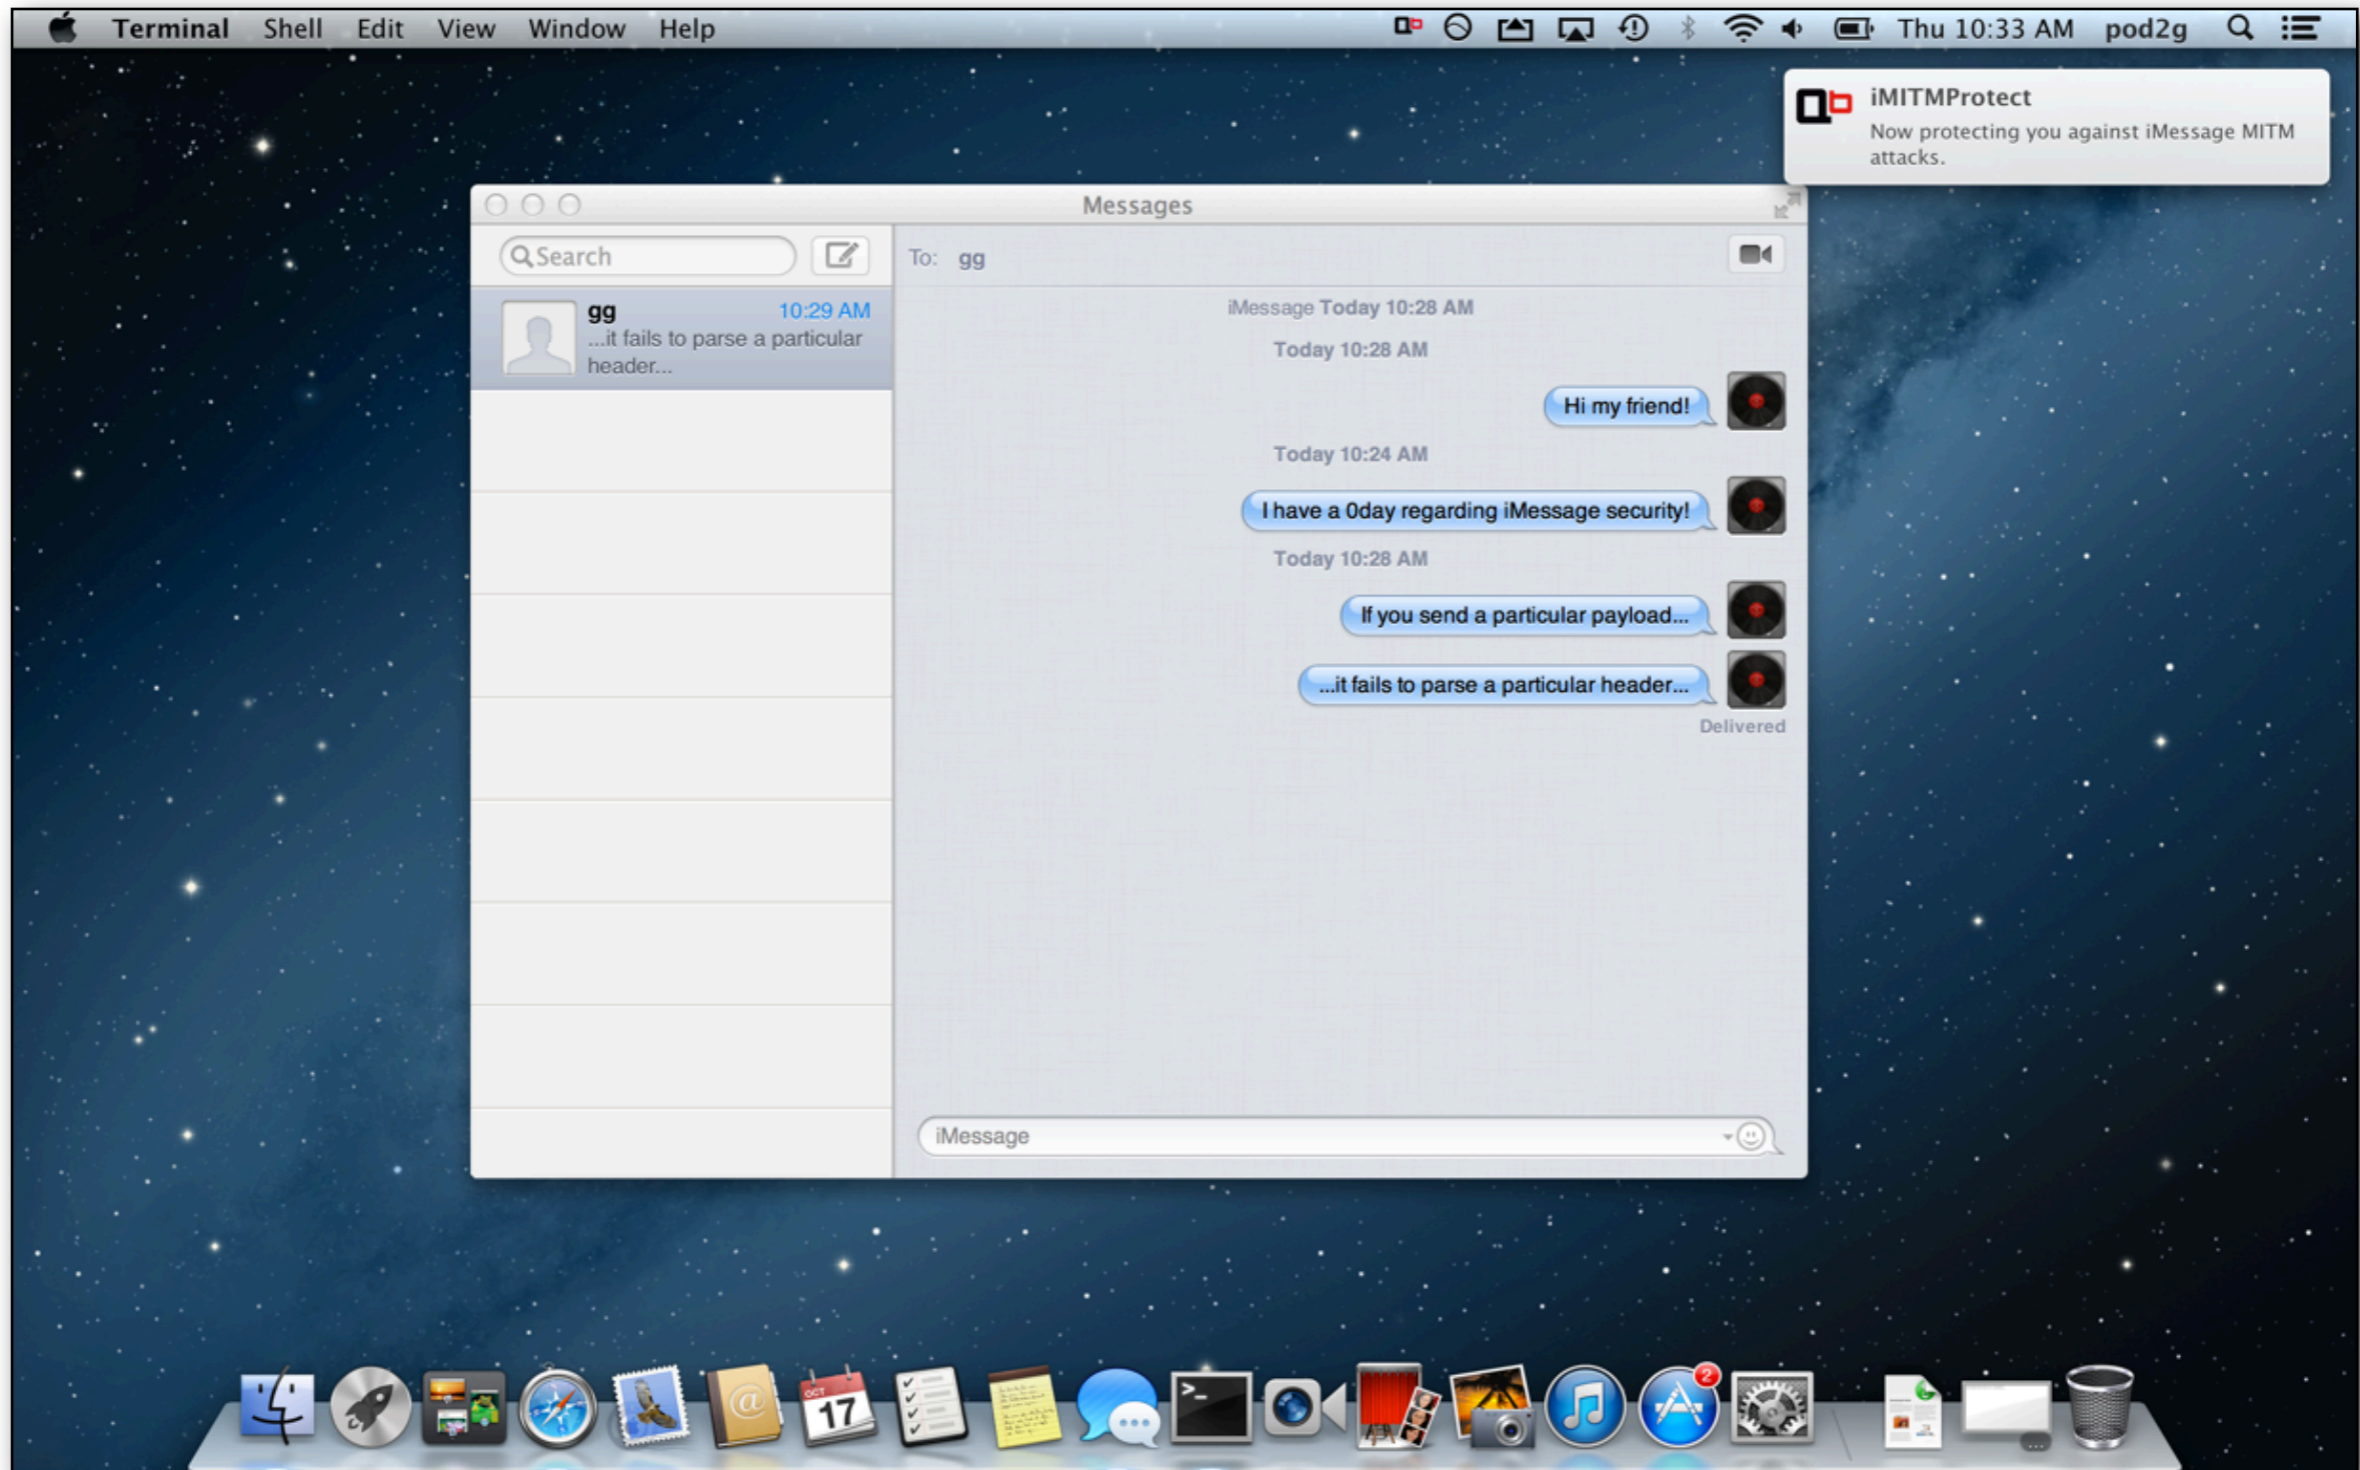 Terminal Shell Edit View Window Help Thu 10:33 AM pod2g
iMITMProtect
Now protecting you against iMessage MITM
attacks.
Messages
Search
To: gg
gg 10:29 AM
...it fails to parse a particular
header...
iMessage Today 10:28 AM
Today 10:28 AM
Hi my friend!
Today 10:24 AM
I have a 0day regarding iMessage security!
Today 10:28 AM
If you send a particular payload...
...it fails to parse a particular header...
Delivered
iMessage
OCT
17
2